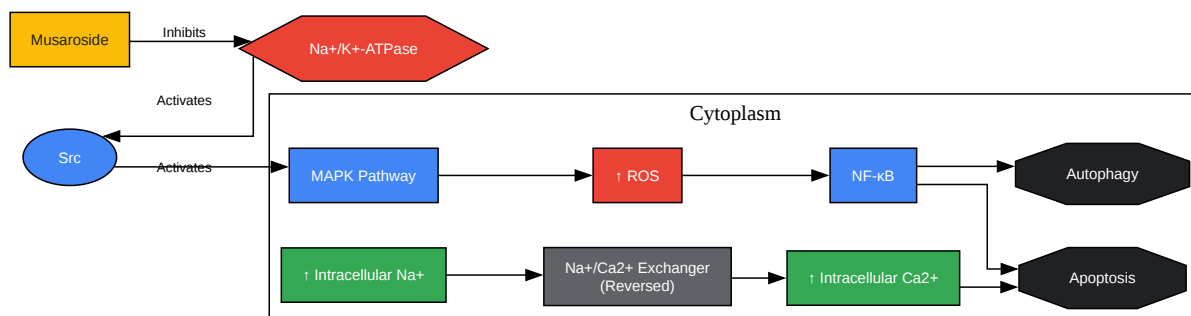 Musaroside
Inhibits
Na+/K+-ATPase
Activates
Cytoplasm
Src
Activates
MAPK Pathway
↑ ROS
NF-κB
Autophagy
↑ Intracellular Na+
Na+/Ca2+ Exchanger
(Reversed)
↑ Intracellular Ca2+
Apoptosis